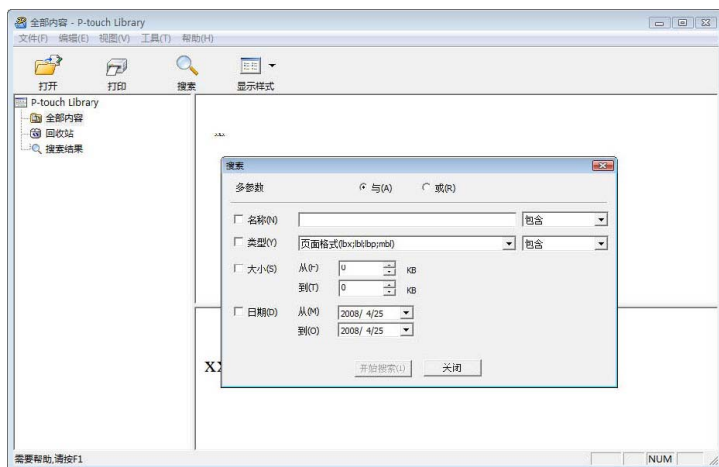 全部内容 - P-touch Library
文件(F) 编辑(E) 视图(V) 工具(T) 帮助(H)
打开 打印 搜索 显示样式
P-touch Library
全部内容
回收站
搜索结果
搜索
多参数 与(A) 或(R)
名称(N) 包含
类型(Y) 页面格式(lbx;lbl;lbp;mbl) 包含
大小(S) 从(F) 0 KB
到(T) 0 KB
日期(D) 从(M) 2008/ 4/25
到(O) 2008/ 4/25
开始搜索(L) 关闭
需要帮助,请按F1 NUM